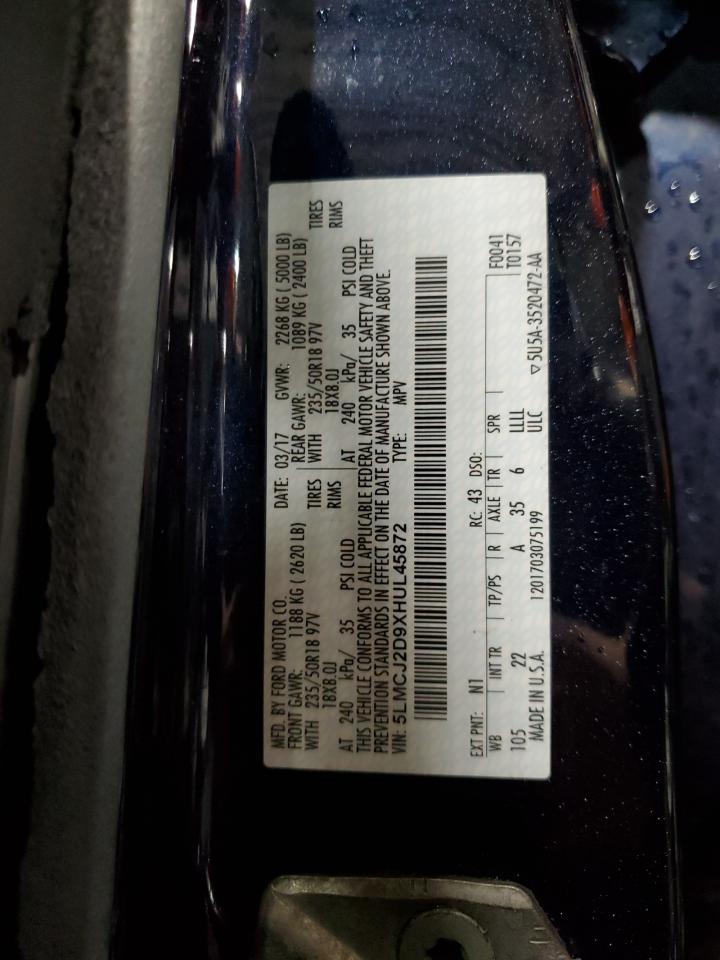 MFD. BY FORD MOTOR CO. DATE: 03/17 GVWR: 2268 KG ( 5000 LB)
FRONT GAWR: 1188 KG ( 2620 LB) REAR GAWR: 1089 KG ( 2400 LB)
WITH 235/50R18 97V TIRES WITH 235/50R18 97V TIRES
18X8.0J RIMS 18X8.0J RIMS
AT 240 kPa/ 35 PSI COLD AT 240 kPa/ 35 PSI COLD
THIS VEHICLE CONFORMS TO ALL APPLICABLE FEDERAL MOTOR VEHICLE SAFETY AND THEFT
PREVENTION STANDARDS IN EFFECT ON THE DATE OF MANUFACTURE SHOWN ABOVE.
VIN: 5LMCJ2D9XHUL45872 TYPE: MPV
EXT PNT: N1 RC: 43 DSO:
WB INT TR TP/PS R AXLE TR SPR F0041
105 22 A 35 6 LLLL T0157
MADE IN U.S.A. 1201703075199 ULC ▽5U5A-3520472-AA